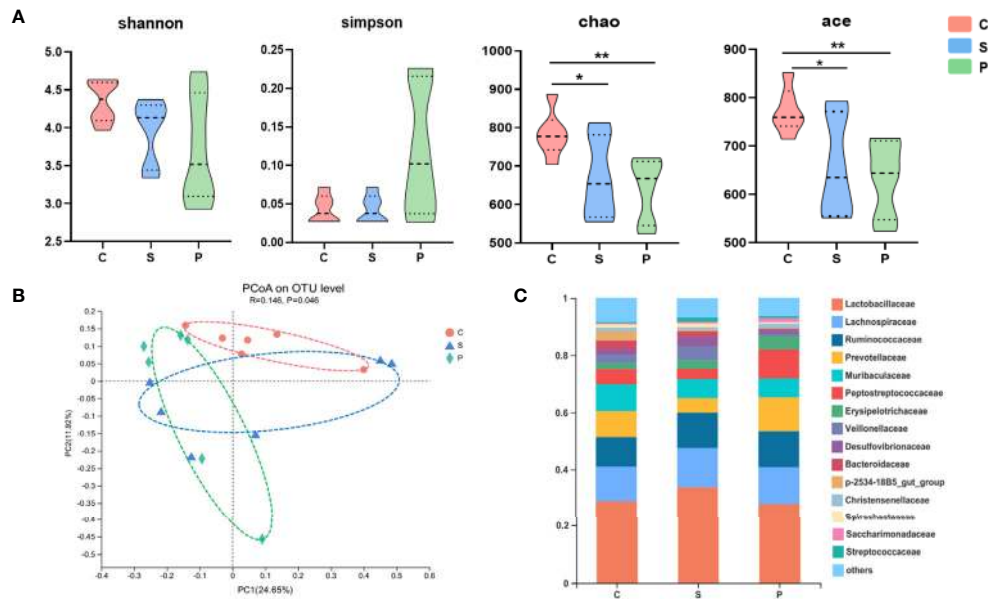 A
shannon
simpson
chao
ace
C
S
P
5.0
4.5
4.0
3.5
3.0
2.5
C S P
0.25
0.20
0.15
0.10
0.05
0.00
C S P
1000
900
800
700
600
500
**
*
C S P
900
800
700
600
500
**
*
C S P
B
PCoA on OTU level
R=0.146, P=0.046
C
S
P
PC2(11.92%)
0.2
0.15
0.1
0.05
0
-0.05
-0.1
-0.15
-0.2
-0.25
-0.3
-0.35
-0.4
-0.45
-0.5
-0.4 -0.3 -0.2 -0.1 0 0.1 0.2 0.3 0.4 0.5 0.6
PC1(24.65%)
C
1
0.8
0.6
0.4
0.2
0
C S P
Lactobacillaceae
Lachnospiraceae
Ruminococcaceae
Prevotellaceae
Muribaculaceae
Peptostreptococcaceae
Erysipelotrichaceae
Veillonellaceae
Desulfovibrionaceae
Bacteroidaceae
p-2534-18B5_gut_group
Christensenellaceae
Saccharimonadaceae
Streptococcaceae
others